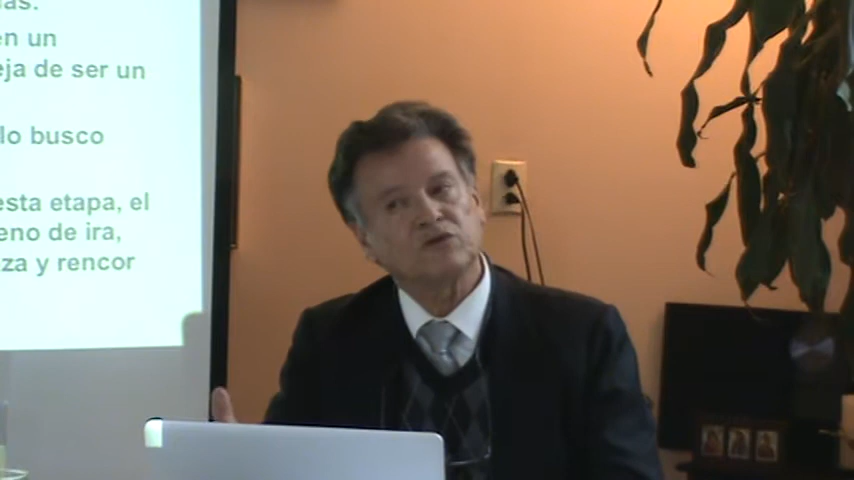 en un
eja de ser un
lo busco
esta etapa, el
eno de ira,
za y rencor